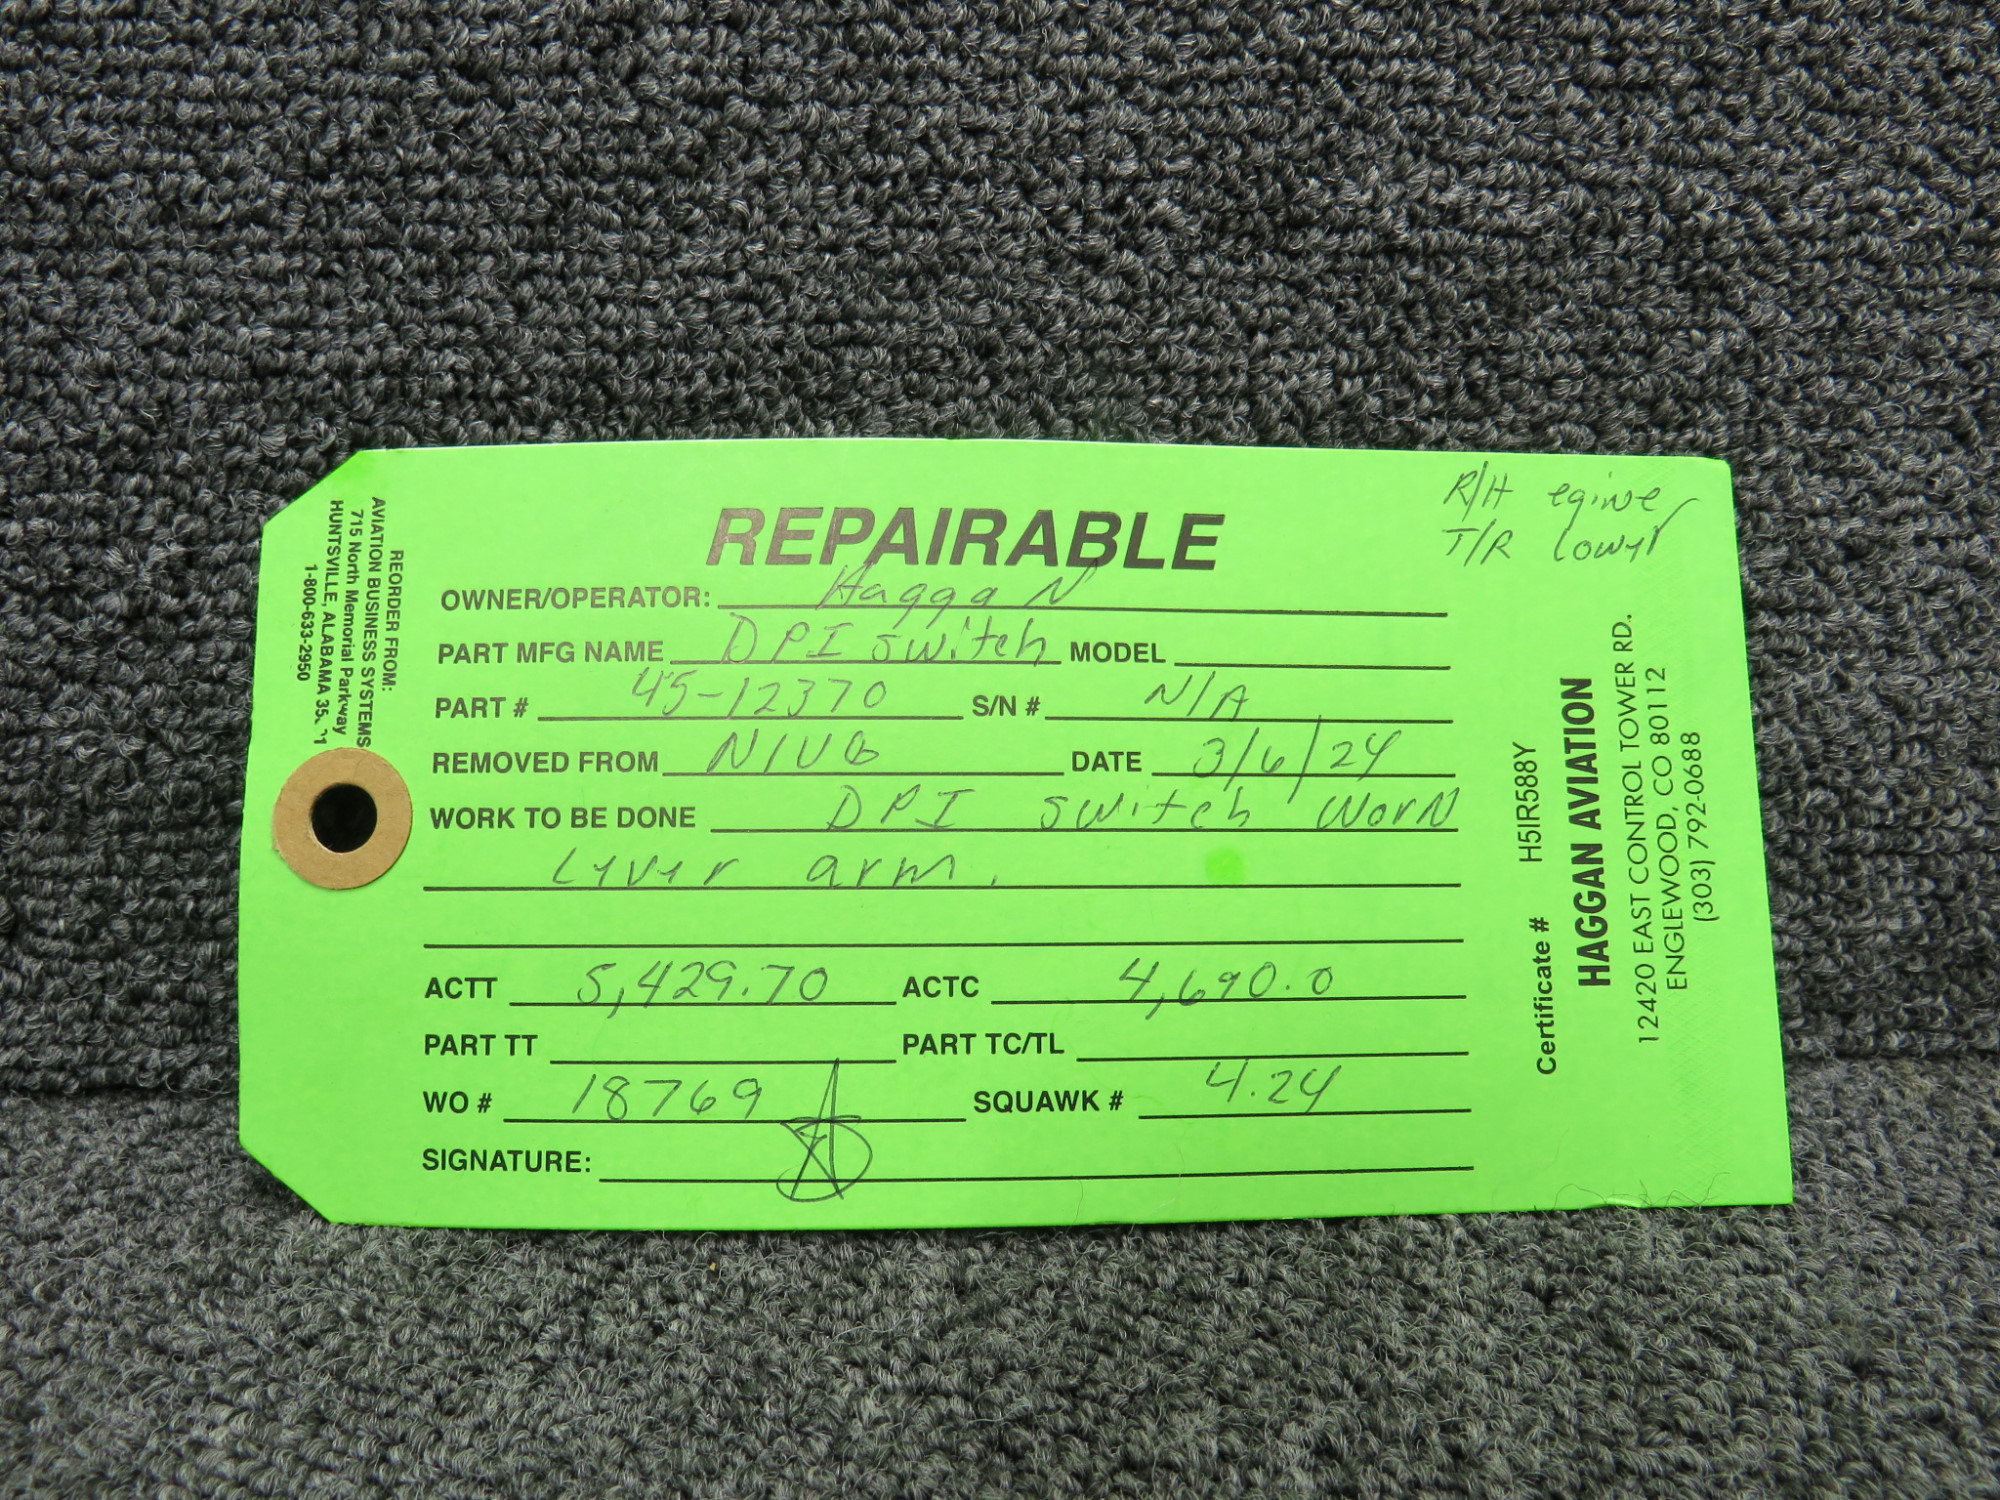 REPAIRABLE
R/H egine
T/R Lowyr
OWNER/OPERATOR: Haggan
PART MFG NAME DPI switch MODEL
PART # 45-12370 S/N # N/A
REMOVED FROM DATE 3/6/24
WORK TO BE DONE DPI switch worN
Lyvyr arm.
ACTT 5,429.70 ACTC 4,690.0
PART TT PART TC/TL
WO # 18769 SQUAWK # 4.24
SIGNATURE:
REORDER FROM:
AVIATION BUSINESS SYSTEMS
715 North Memorial Parkway
HUNTSVILLE, ALABAMA
1-800-633-2950
Certificate # H5IR588Y
HAGGAN AVIATION
12420 EAST CONTROL TOWER RD.
ENGLEWOOD, CO 80112
(303) 792-0688